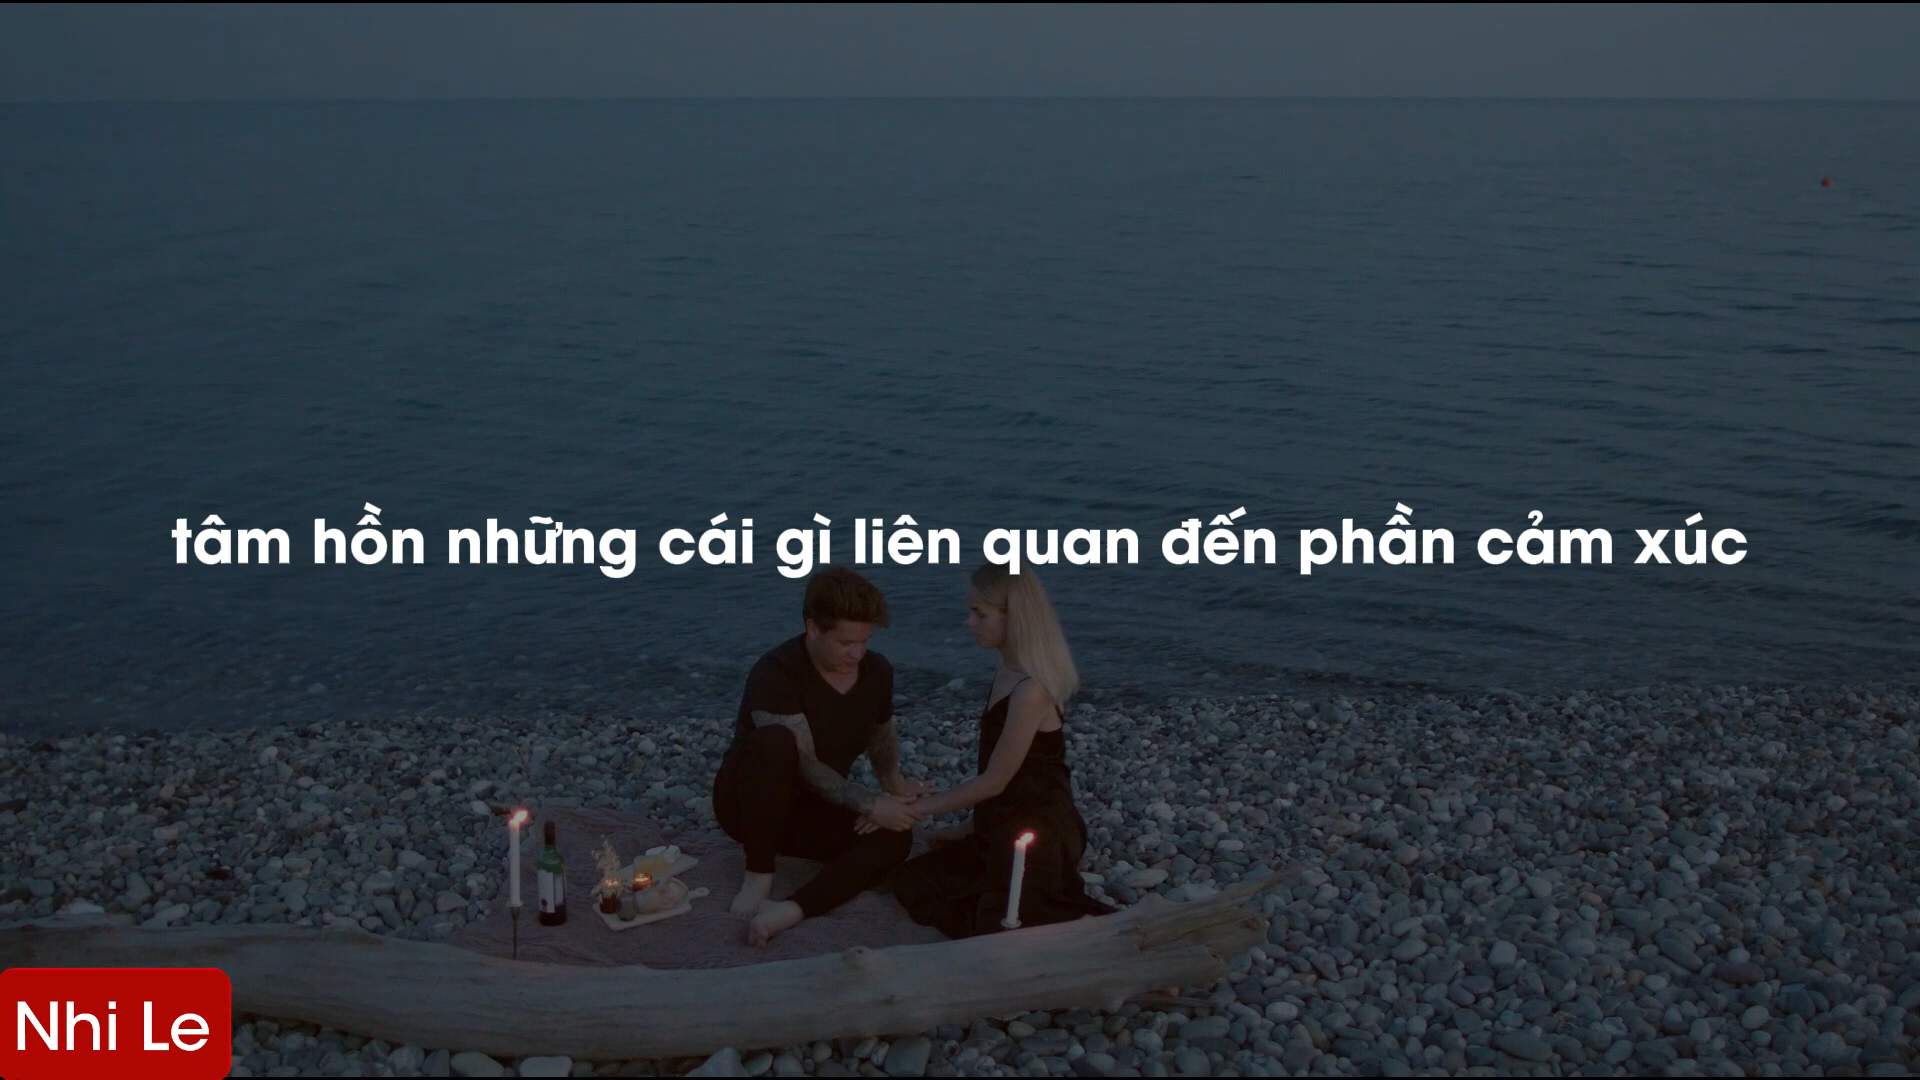 tâm hồn những cái gì liên quan đến phần cảm xúc
Nhi Le